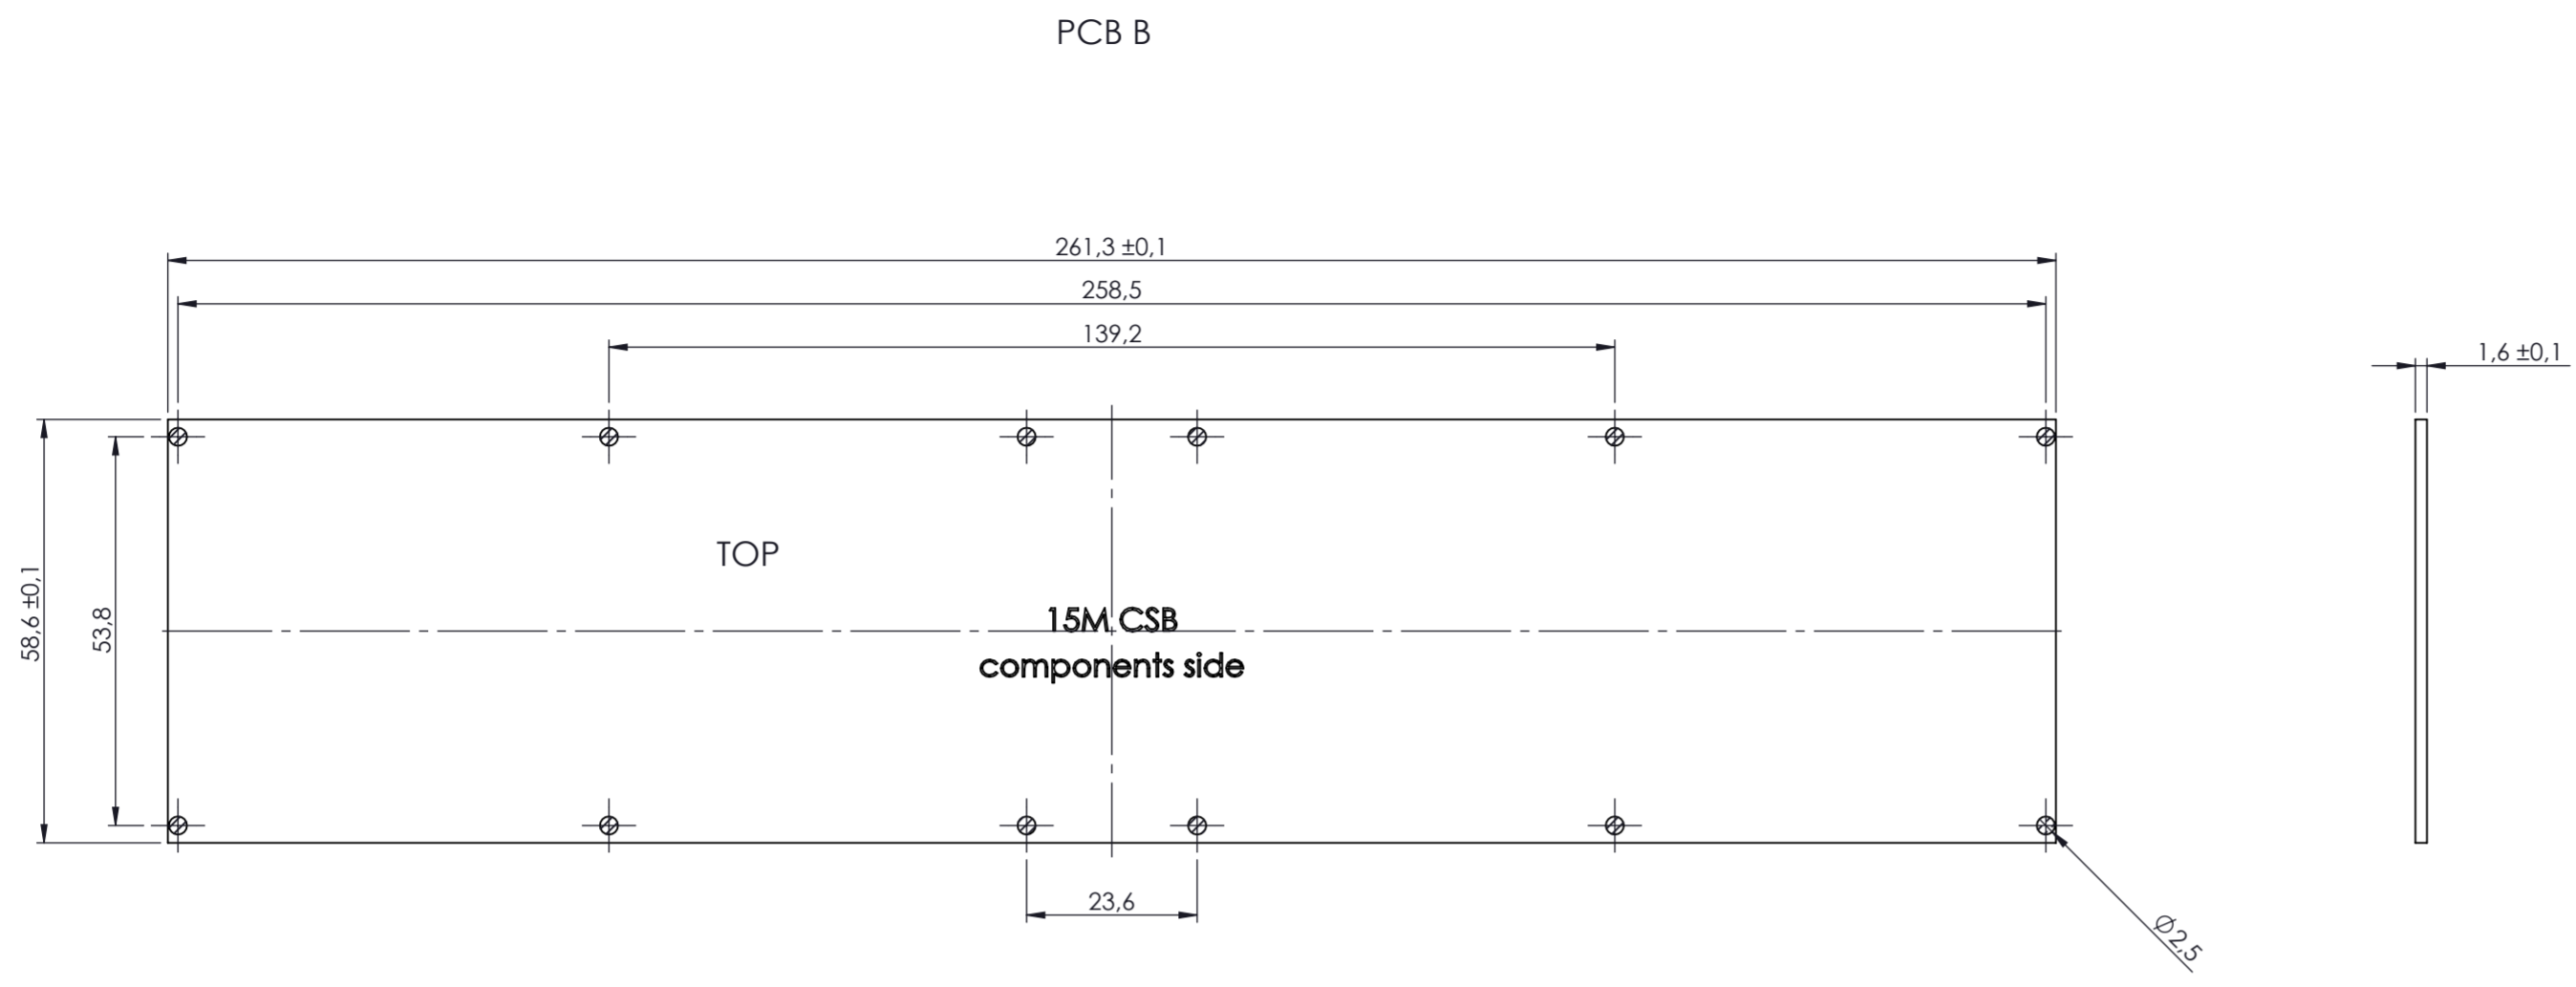 PCB B
261,3 ±0,1
258,5
139,2
1,6 ±0,1
TOP
58,6 ±0,1
53,8
15M CSB
components side
23,6
Ø2,5